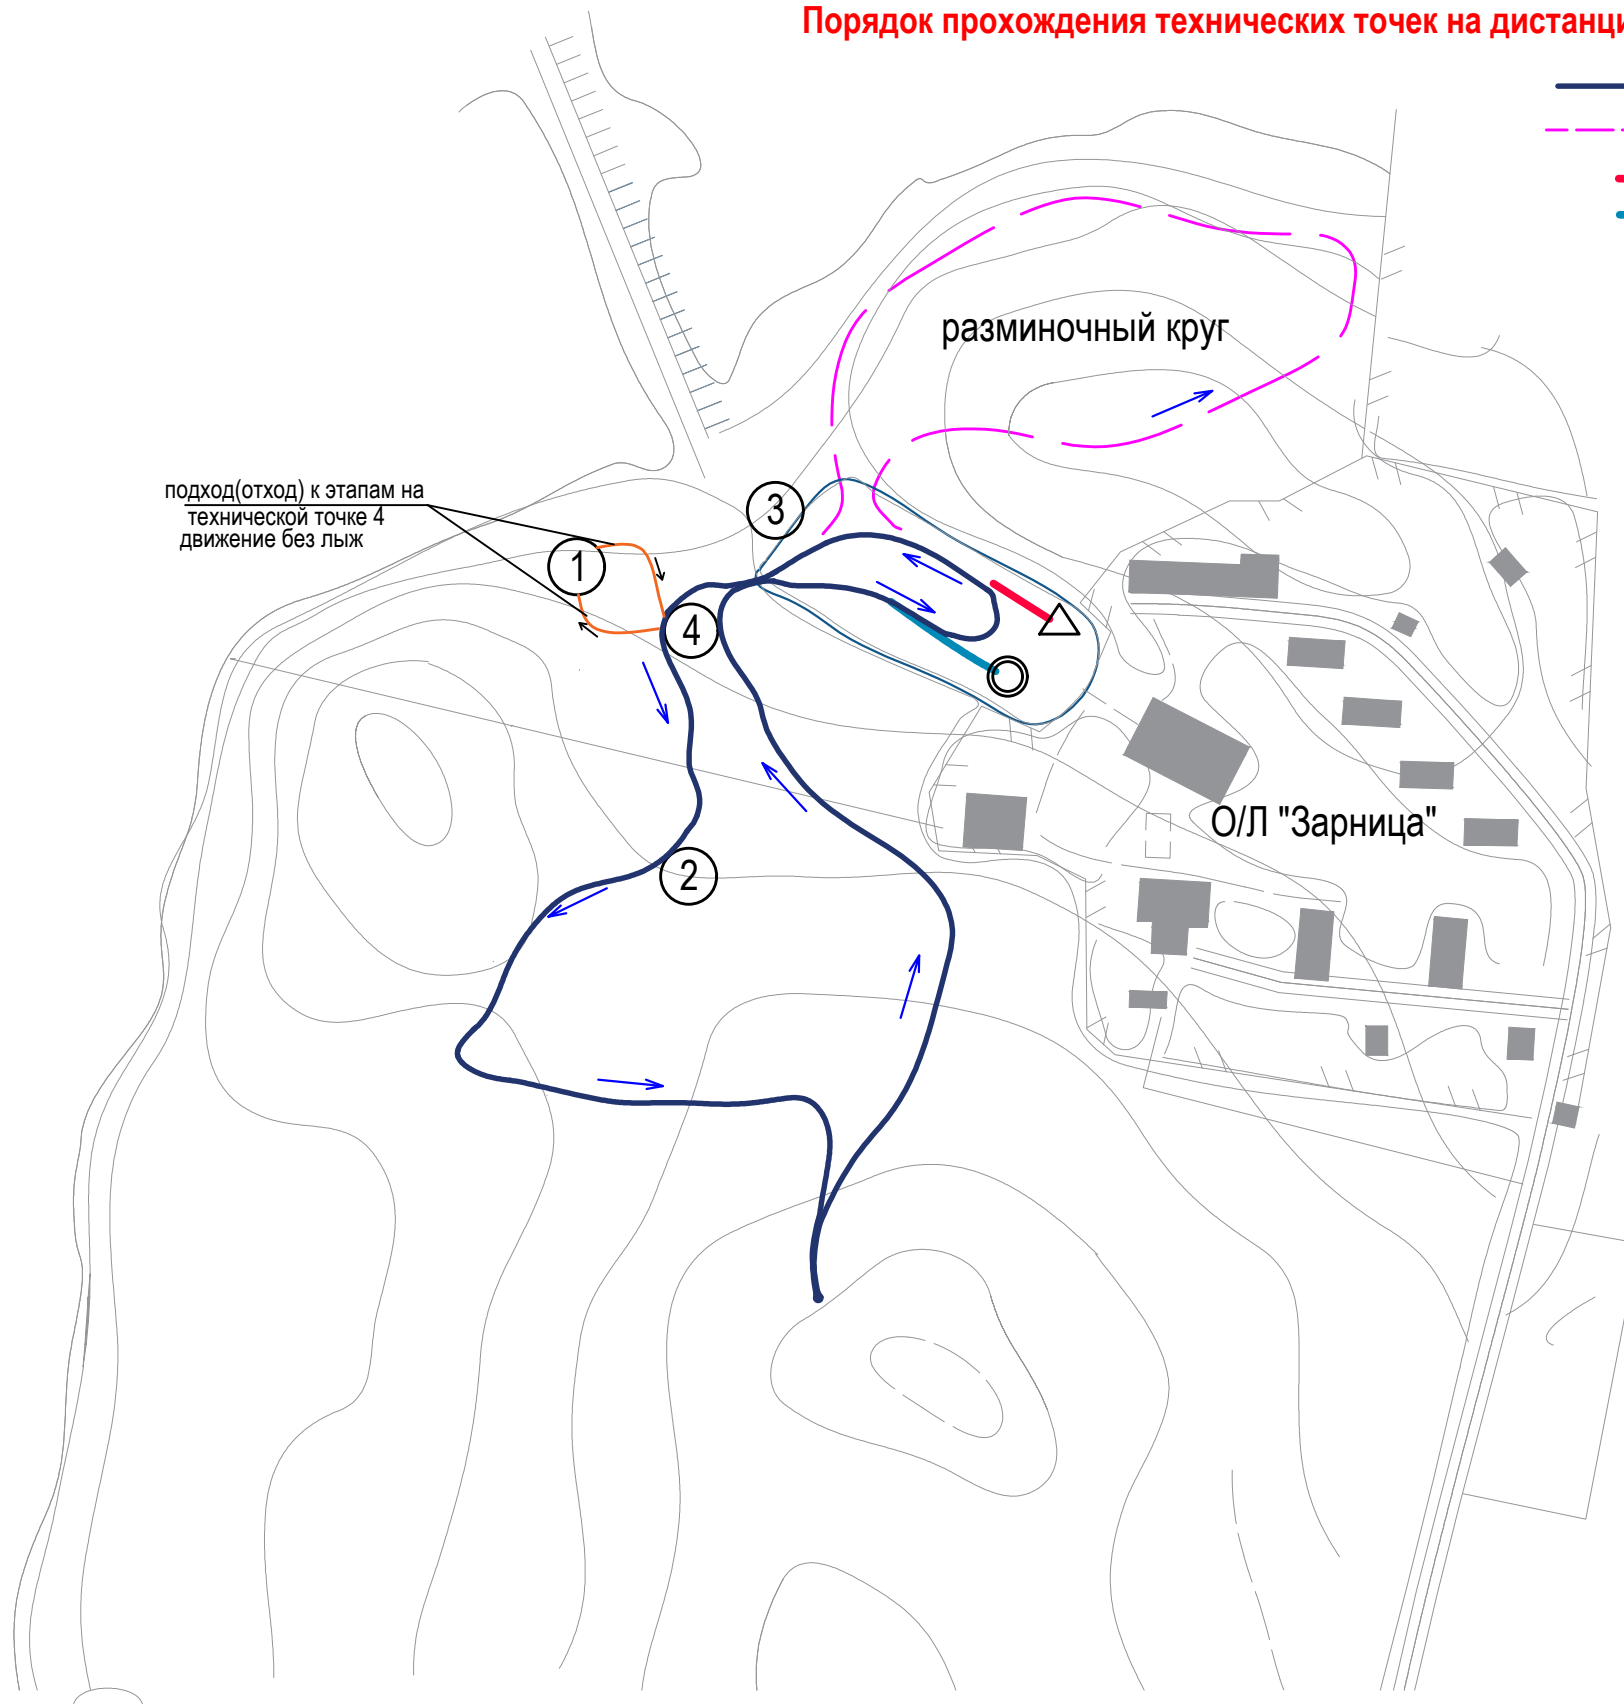 Порядок прохождения технических точек на дистанци
разминочный круг
подход(отход) к этапам на
технической точке 4
движение без лыж
3
1
4
О/Л "Зарница"
2